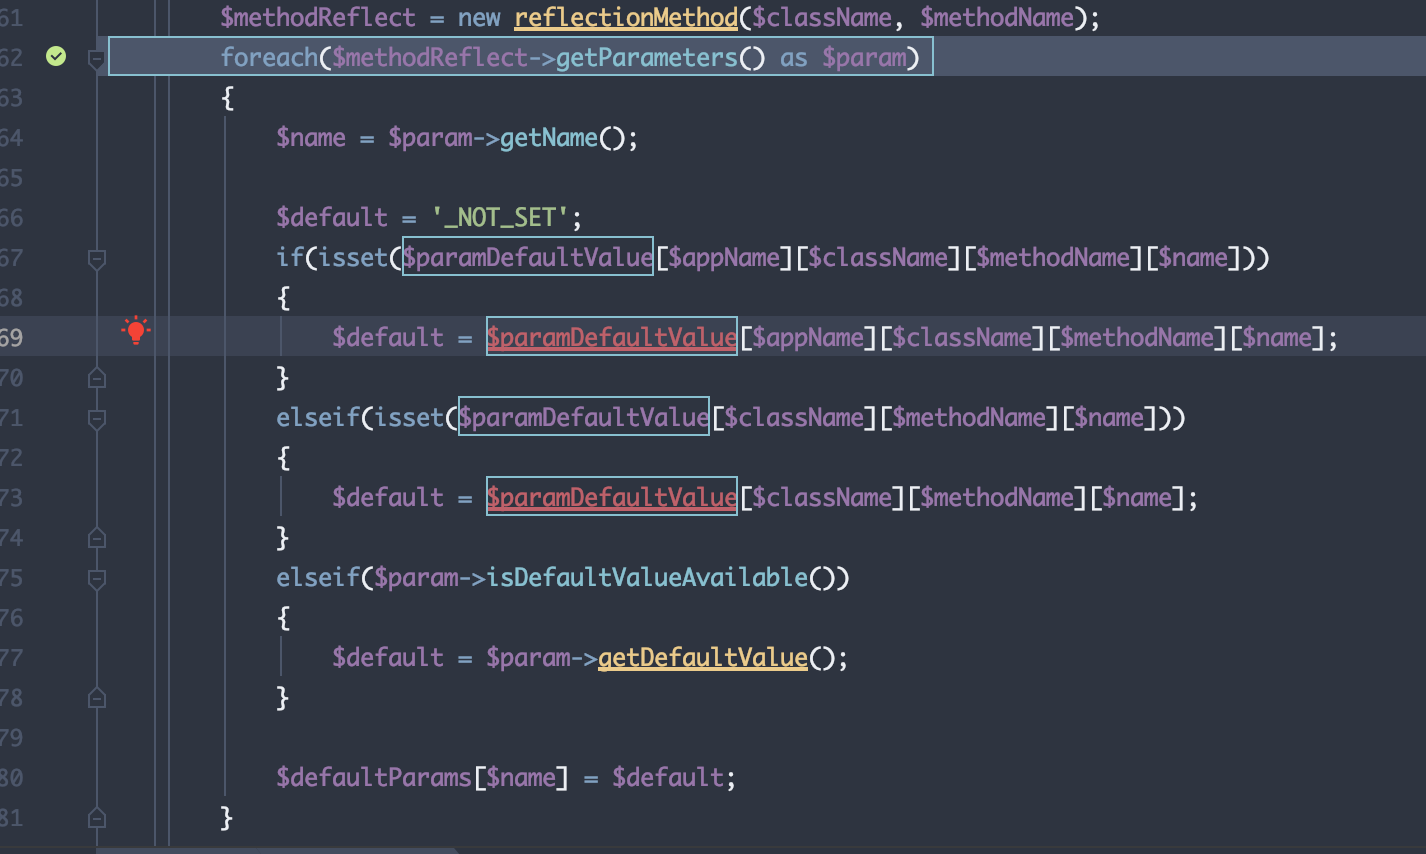 61 $methodReflect = new reflectionMethod($className, $methodName);
62 foreach($methodReflect->getParameters() as $param)
63 {
64 $name = $param->getName();
65
66 $default = '_NOT_SET';
67 if(isset($paramDefaultValue[$appName][$className][$methodName][$name]))
68 {
69 $default = $paramDefaultValue[$appName][$className][$methodName][$name];
70 }
71 elseif(isset($paramDefaultValue[$className][$methodName][$name]))
72 {
73 $default = $paramDefaultValue[$className][$methodName][$name];
74 }
75 elseif($param->isDefaultValueAvailable())
76 {
77 $default = $param->getDefaultValue();
78 }
79
80 $defaultParams[$name] = $default;
81 }